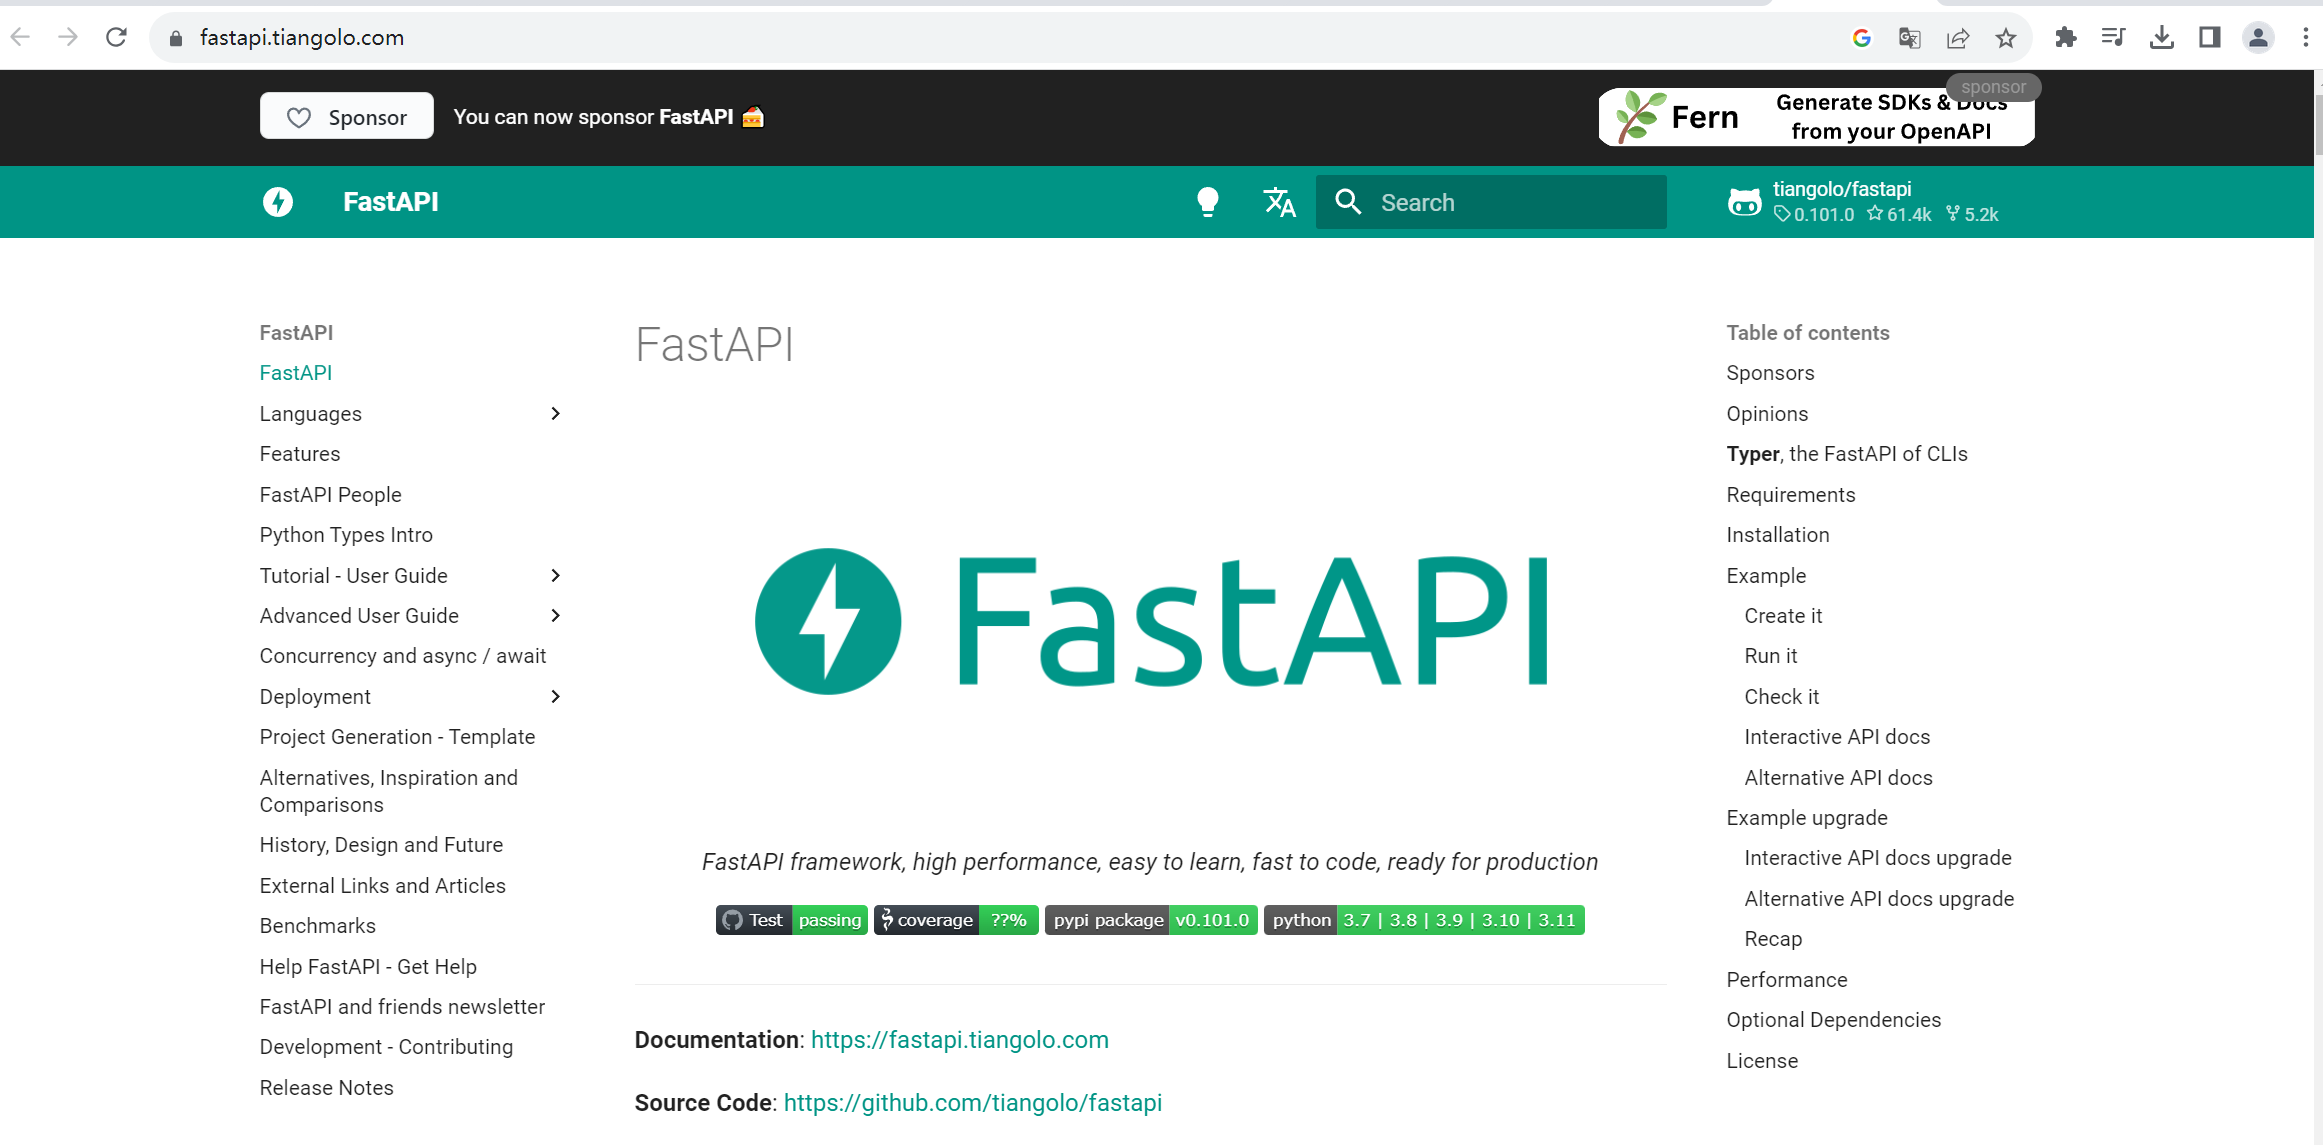 fastapi.tiangolo.com
Sponsor
You can now sponsor FastAPI
sponsor
Fern
Generate SDKs & Docs
from your OpenAPI
FastAPI
Search
tiangolo/fastapi
0.101.0 61.4k 5.2k
FastAPI
FastAPI
Languages
Features
FastAPI People
Python Types Intro
Tutorial - User Guide
Advanced User Guide
Concurrency and async / await
Deployment
Project Generation - Template
Alternatives, Inspiration and
Comparisons
History, Design and Future
External Links and Articles
Benchmarks
Help FastAPI - Get Help
FastAPI and friends newsletter
Development - Contributing
Release Notes
FastAPI
FastAPI
FastAPI framework, high performance, easy to learn, fast to code, ready for production
Test passing coverage ??% pypi package v0.101.0 python 3.7 | 3.8 | 3.9 | 3.10 | 3.11
Documentation: https://fastapi.tiangolo.com
Source Code: https://github.com/tiangolo/fastapi
Table of contents
Sponsors
Opinions
Typer, the FastAPI of CLIs
Requirements
Installation
Example
Create it
Run it
Check it
Interactive API docs
Alternative API docs
Example upgrade
Interactive API docs upgrade
Alternative API docs upgrade
Recap
Performance
Optional Dependencies
License